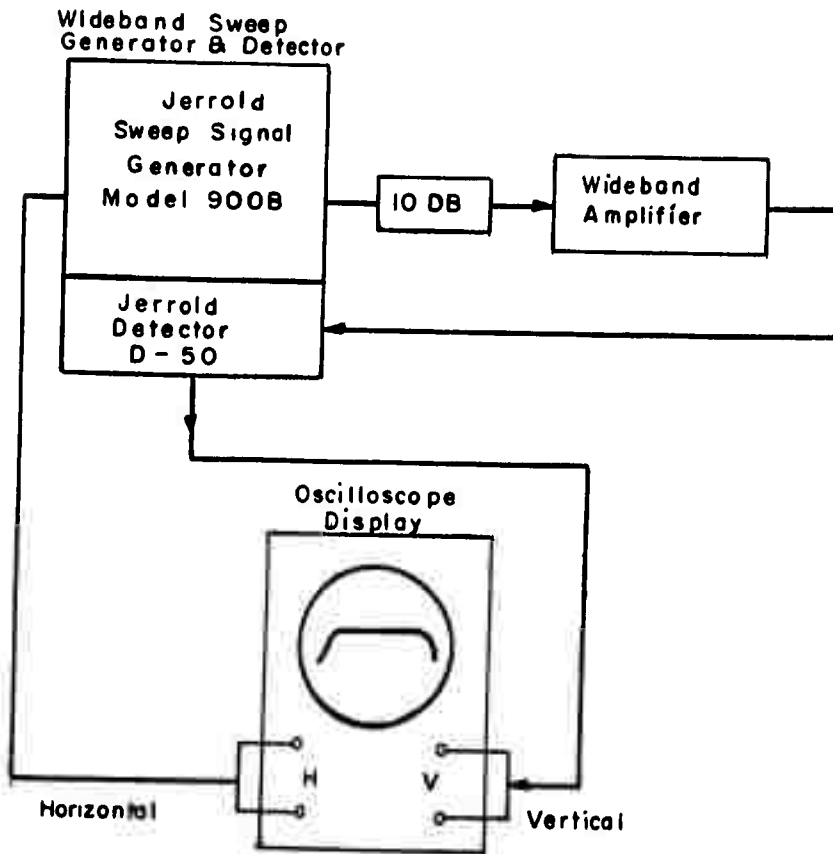 Wideband Sweep
Generator & Detector
Jerrold
Sweep Signal
Generator
Model 900B
10 DB
Wideband
Amplifier
Jerrold
Detector
D-50
Oscilloscope
Display
H
V
Horizontal
Vertical